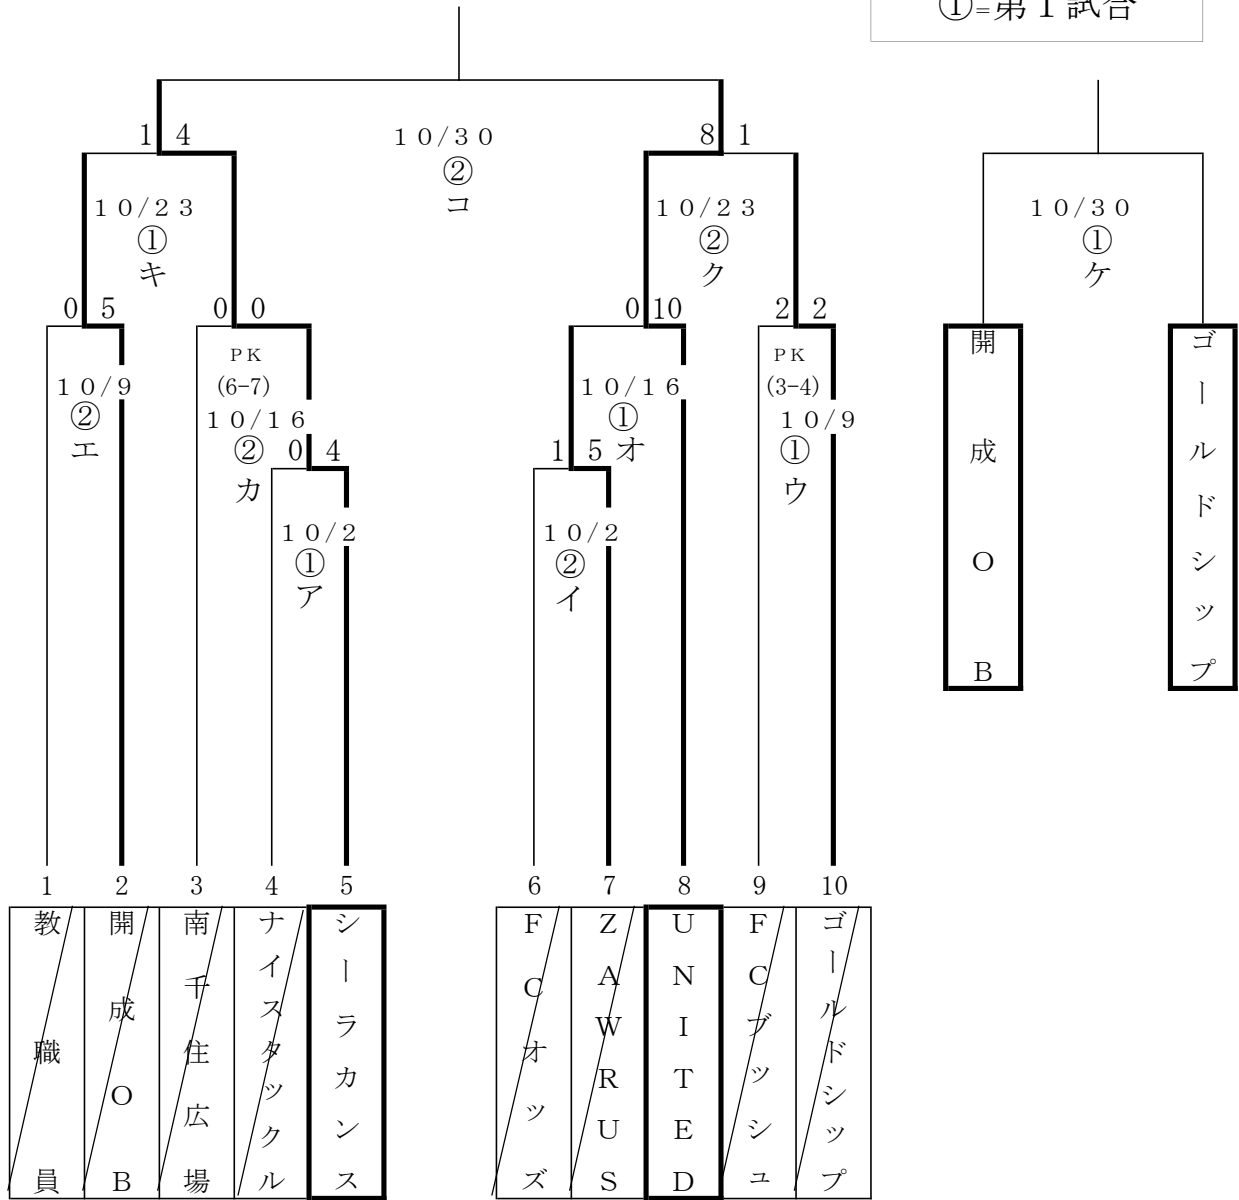 ①=第１試合
1 4
１０/３０
②
コ
8 1
１０/２３
①
キ
１０/２３
②
ク
１０/３０
①
ケ
0 5
0 0
0 10
2 2
ＰＫ
(6-7)
ＰＫ
(3-4)
１０/９
②
エ
１０/１６
②
カ
１０/１６
①
オ
１０/９
①
ウ
0 4
1 5
１０/２
①
ア
１０/２
②
イ
開成ＯＢ
ゴールドシップ
1 2 3 4 5 6 7 8 9 10
教職員
開成ＯＢ
南千住広場
ナイスタックル
シーラカンス
ＦＣオッズ
ＺＡＷＲＵＳ
ＵＮＩＴＥＤ
ＦＣブッシュ
ゴールドシップ